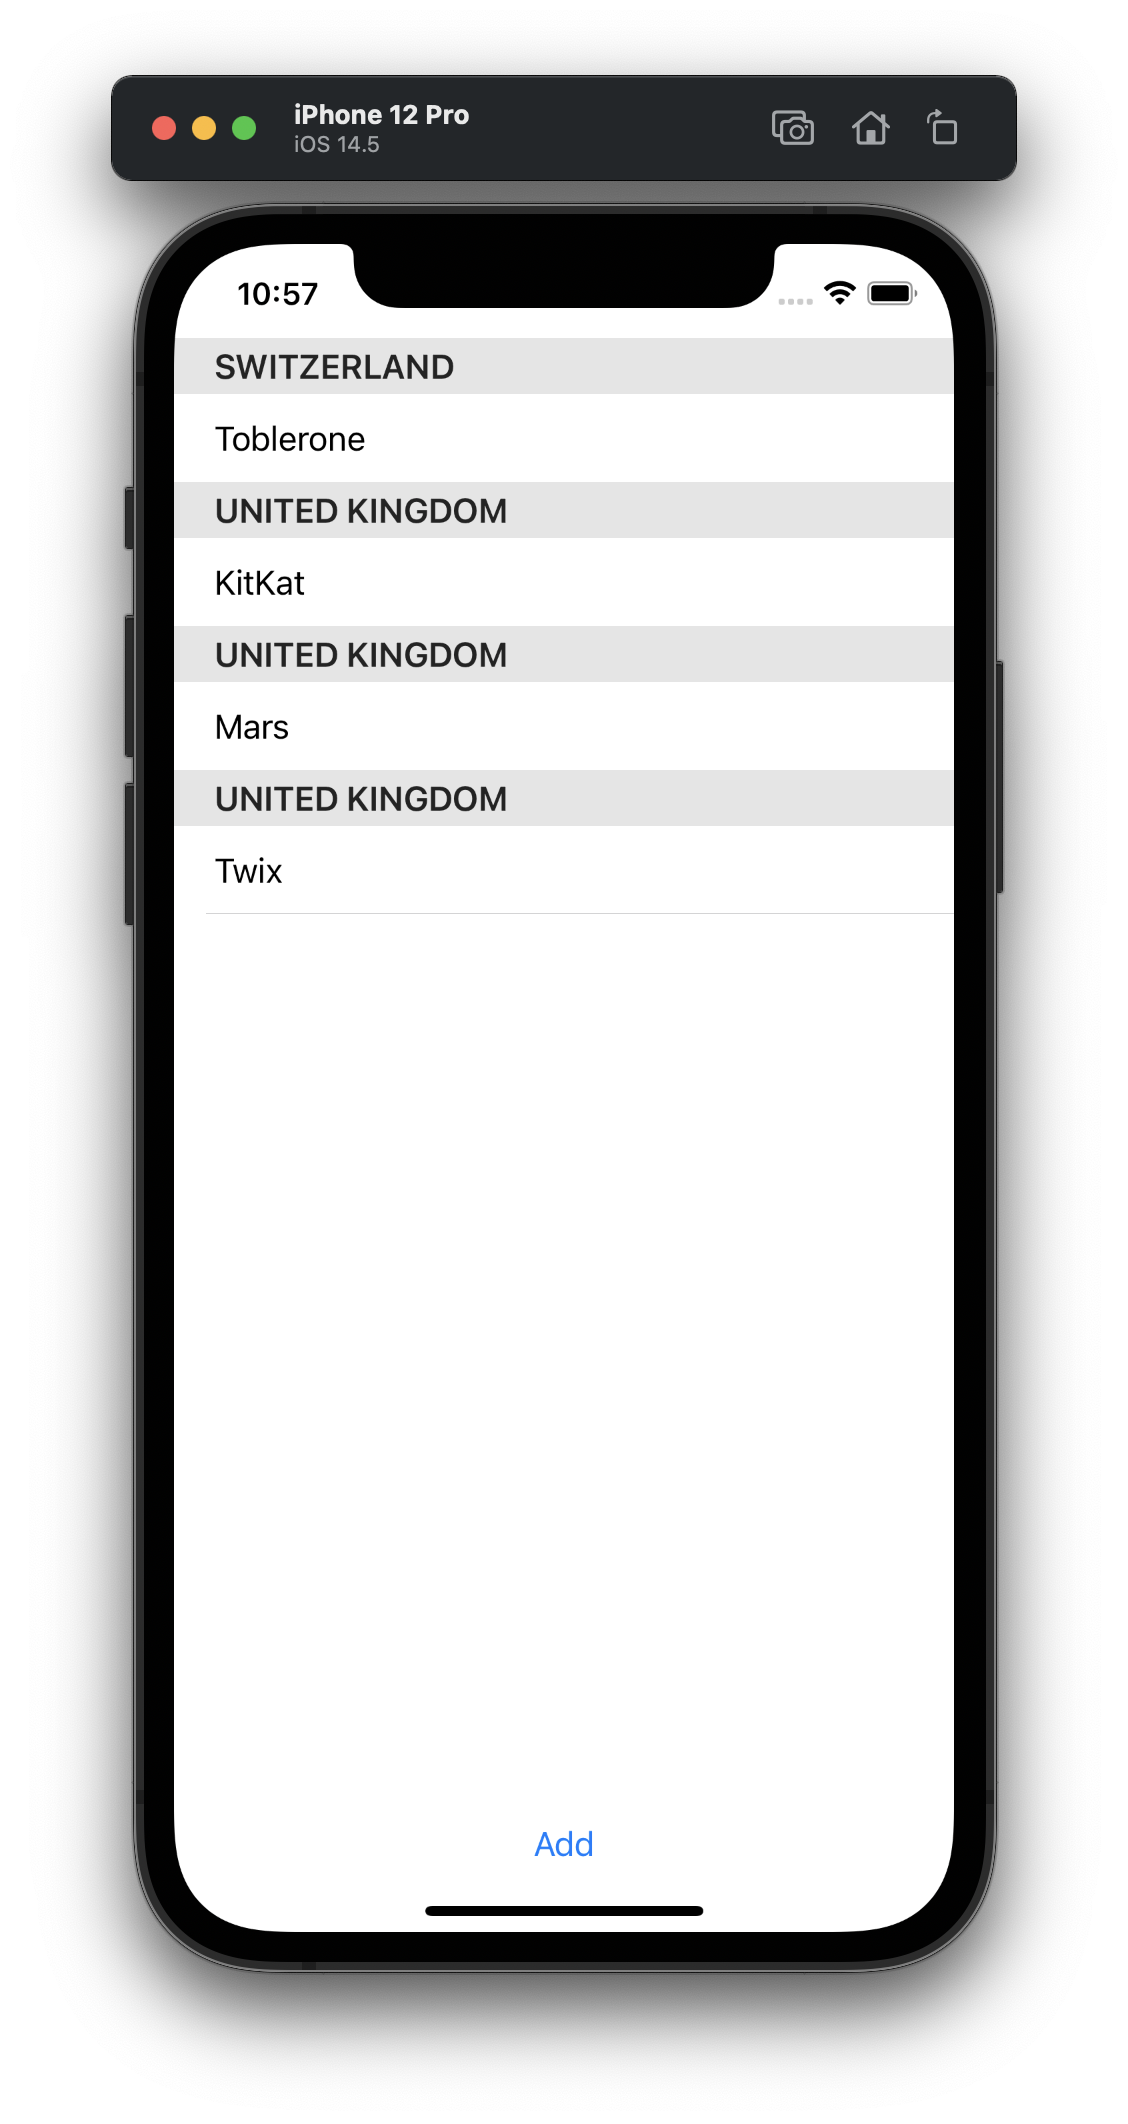 iPhone 12 Pro
iOS 14.5
10:57
SWITZERLAND
Toblerone
UNITED KINGDOM
KitKat
UNITED KINGDOM
Mars
UNITED KINGDOM
Twix
Add